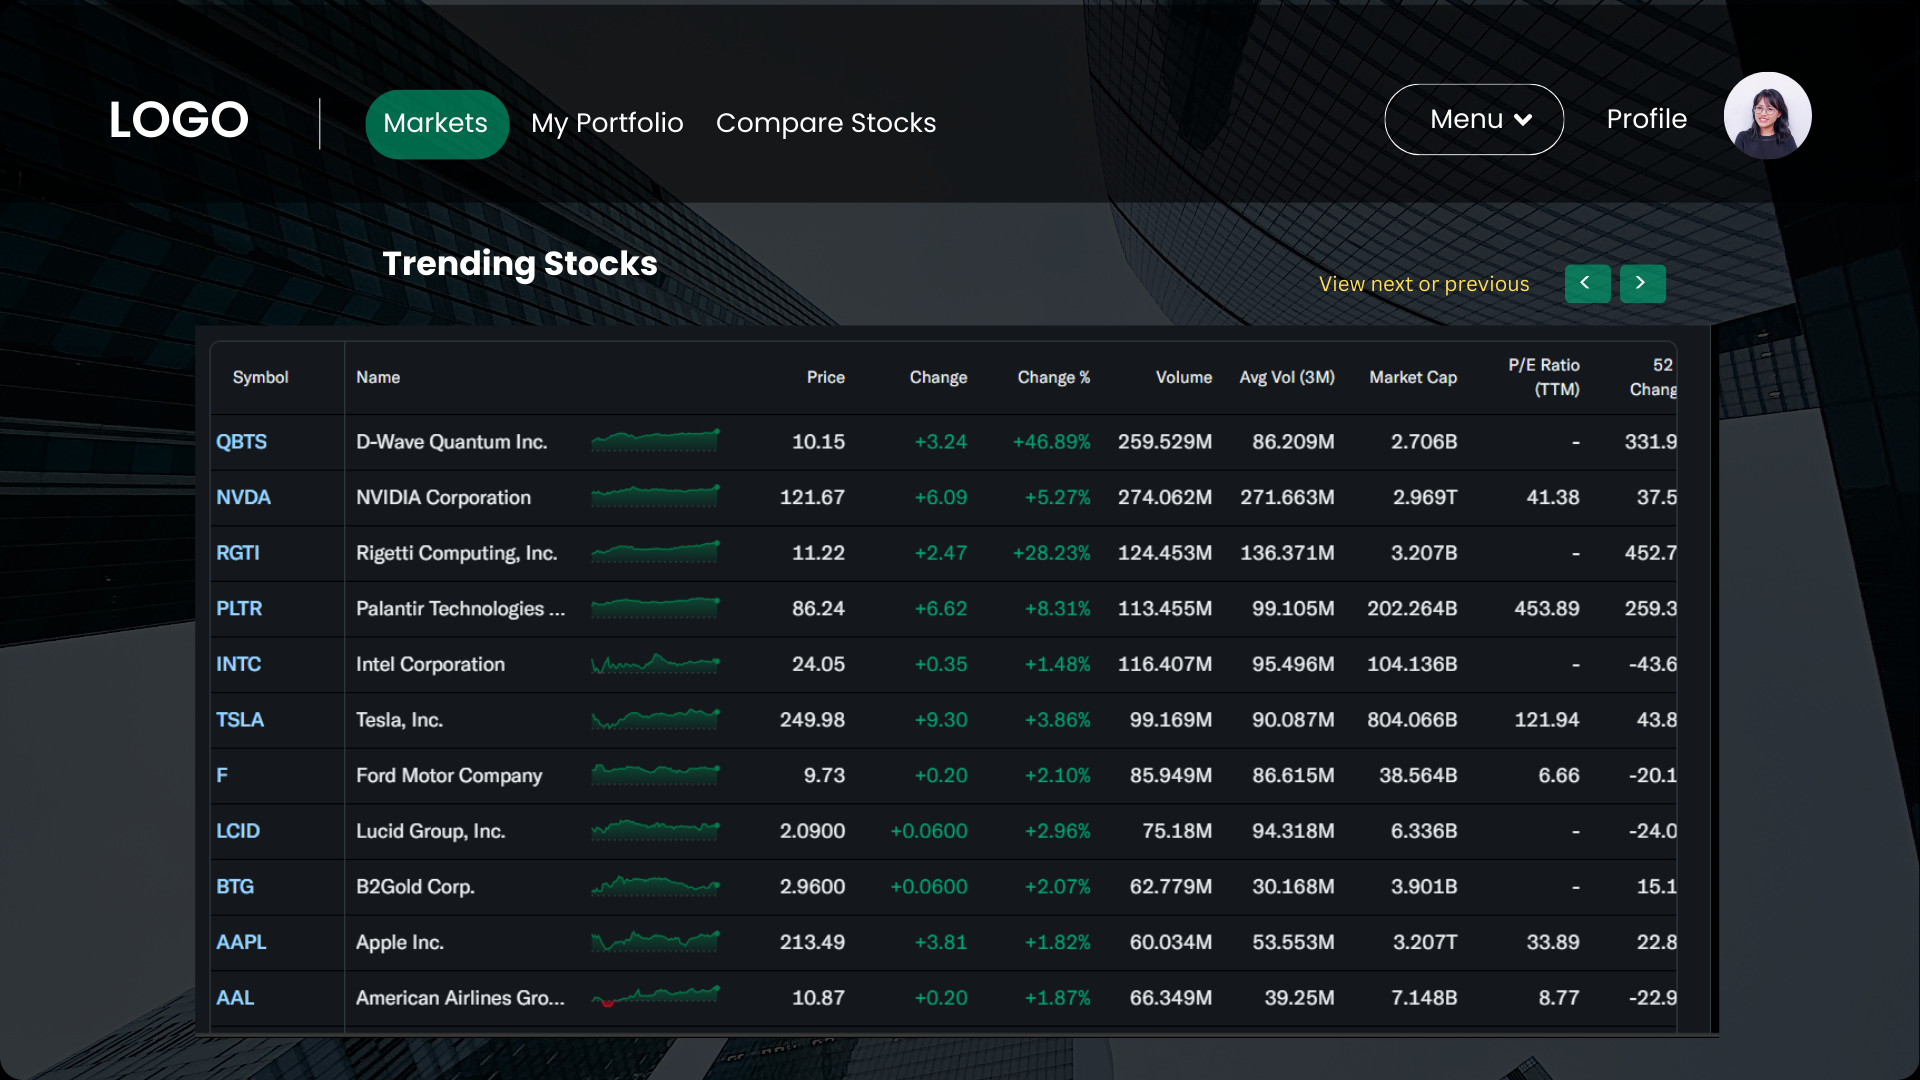 LOGO
Markets My Portfolio Compare Stocks
Menu Profile
Trending Stocks
View next or previous < >
Symbol Name Price Change Change % Volume Avg Vol (3M) Market Cap P/E Ratio (TTM) 52 Chang
QBTS D-Wave Quantum Inc. 10.15 +3.24 +46.89% 259.529M 86.209M 2.706B - 331.9
NVDA NVIDIA Corporation 121.67 +6.09 +5.27% 274.062M 271.663M 2.969T 41.38 37.5
RGTI Rigetti Computing, Inc. 11.22 +2.47 +28.23% 124.453M 136.371M 3.207B - 452.7
PLTR Palantir Technologies ... 86.24 +6.62 +8.31% 113.455M 99.105M 202.264B 453.89 259.3
INTC Intel Corporation 24.05 +0.35 +1.48% 116.407M 95.496M 104.136B - -43.6
TSLA Tesla, Inc. 249.98 +9.30 +3.86% 99.169M 90.087M 804.066B 121.94 43.8
F Ford Motor Company 9.73 +0.20 +2.10% 85.949M 86.615M 38.564B 6.66 -20.1
LCID Lucid Group, Inc. 2.0900 +0.0600 +2.96% 75.18M 94.318M 6.336B - -24.0
BTG B2Gold Corp. 2.9600 +0.0600 +2.07% 62.779M 30.168M 3.901B - 15.1
AAPL Apple Inc. 213.49 +3.81 +1.82% 60.034M 53.553M 3.207T 33.89 22.8
AAL American Airlines Gro... 10.87 +0.20 +1.87% 66.349M 39.25M 7.148B 8.77 -22.9